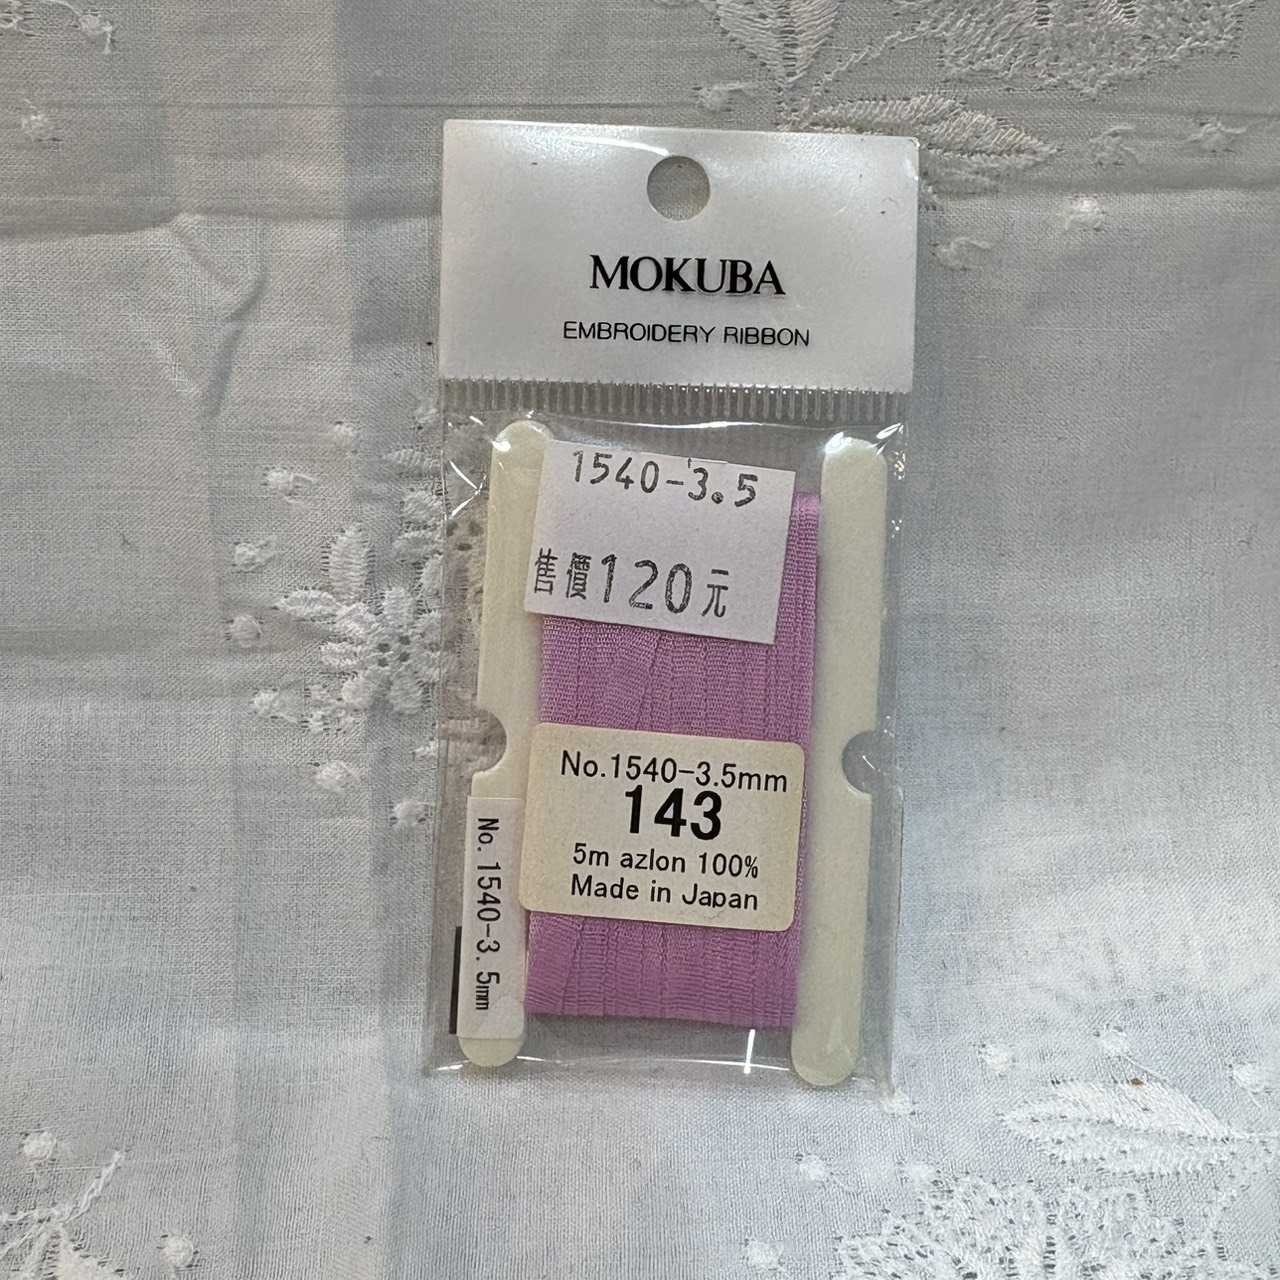 MOKUBA
EMBROIDERY RIBBON
1540-3.5
售價120元
No.1540-3.5mm
143
5m azlon 100%
Made in Japan
No. 1540-3. 5mm